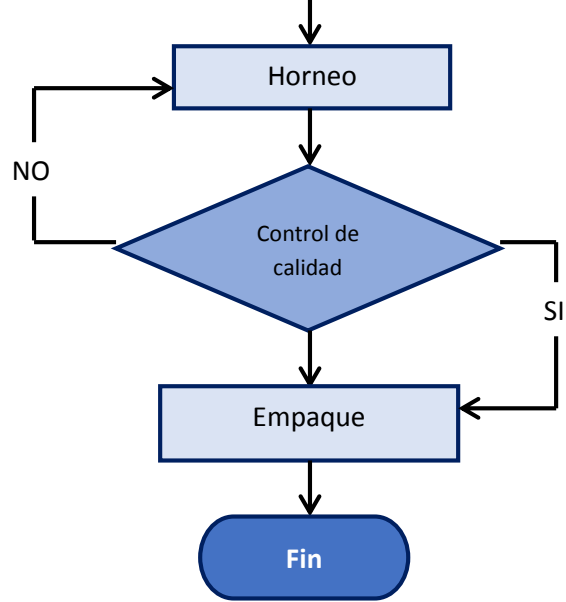 Horneo
NO
Control de
calidad
SI
Empaque
Fin